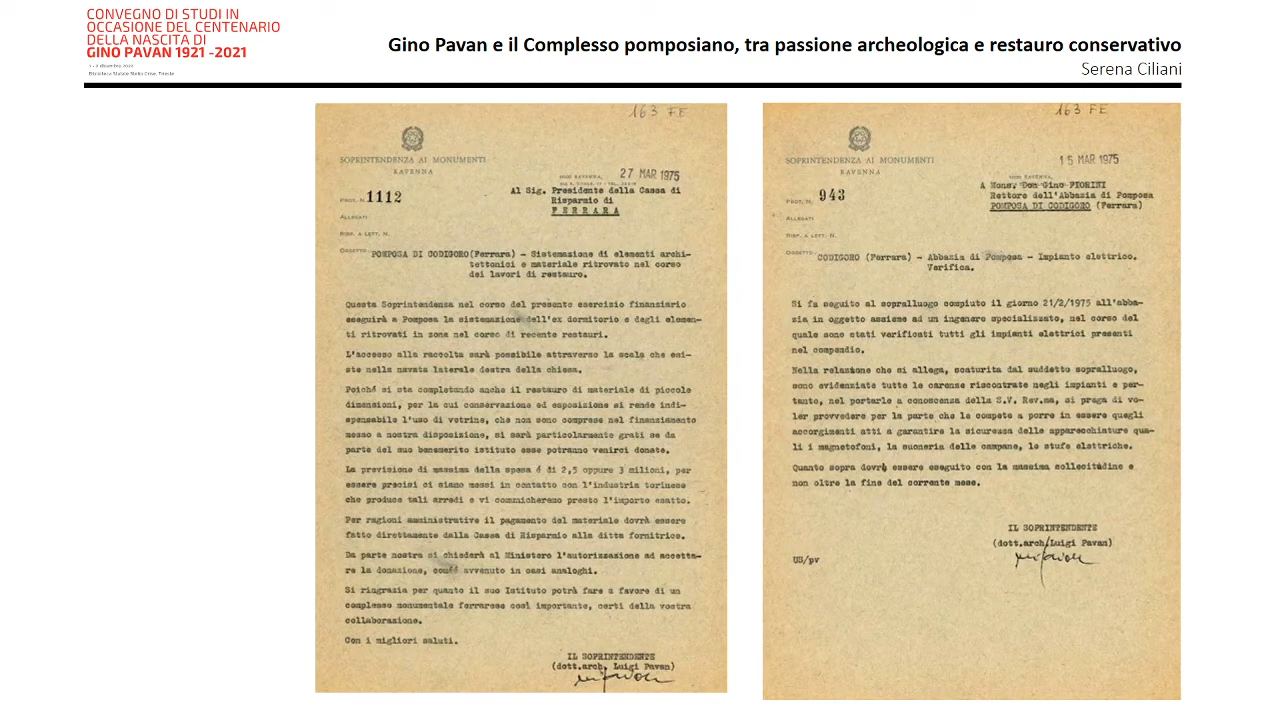 CONVEGNO DI STUDI IN
OCCASIONE DEL CENTENARIO
DELLA NASCITA DI
GINO PAVAN 1921 -2021
Gino Pavan e il Complesso pomposiano, tra passione archeologica e restauro conservativo
Serena Ciliani
163 FE
SOPRINTENDENZA AI MONUMENTI
RAVENNA
27 MAR 1975
PROT. N. 1112
ALLEGATI
RISP. A LETT. N.
Al Sig. Presidente della Cassa di
Risparmio di
FERRARA
OGGETTO POMPOSA DI CODIGORO(Ferrara) - Sistemazione di elementi archi-
tettonici e materiale ritrovato nel corso
dei lavori di restauro.
Questa Soprintendenza nel corso del presente esercizio finanziario
eseguirà a Pomposa la sistemazione dell'ex dormitorio e degli elemen-
ti ritrovati in zona nel corso di recente restauri.
L'accesso alla raccolta sarà possibile attraverso la scala che esi-
ste nella navata laterale destra della chiesa.
Poiché si sta completando anche il restauro di materiale di piccole
dimensioni, per la cui conservazione ed esposizione si rende indi-
spensabile l'uso di vetrine, che non sono comprese nel finanziamento
messo a nostra disposizione, si sarà particolarmente grati se da
parte del suo benemerito istituto esse potranno venirci donate.
La previsione di massima della spesa é di 2,5 oppure 3 milioni, per
essere precisi ci siamo messi in contatto con l'industria torinese
che produce tali arredi e vi comunicheremo presto l'importo esatto.
Per ragioni amministrative il pagamento del materiale dovrà essere
fatto direttamente dalla Cassa di Risparmio alla ditta fornitrice.
Da parte nostra si chiederà al Ministero l'autorizzazione ad accetta-
re la donazione, com'é avvenuto in casi analoghi.
Si ringrazia per quanto il suo Istituto potrà fare a favore di un
complesso monumentale ferrarese così importante, certi della vostra
collaborazione.
Con i migliori saluti.
IL SOPRINTENDENTE
(dott.arch. Luigi Pavan)
163 FE
SOPRINTENDENZA AI MONUMENTI
RAVENNA
15 MAR 1975
PROT. N. 943
ALLEGATI
RISP. A LETT. N.
A Mons. Don Gino FIORINI
Rettore dell'Abbazia di Pomposa
POMPOSA DI CODIGORO (Ferrara)
OGGETTO CODIGORO (Ferrara) - Abbazia di Pomposa - Impianto elettrico.
Verifica.
Si fa seguito al sopralluogo compiuto il giorno 21/2/1975 all'abba-
zia in oggetto assieme ad un ingenere specializzato, nel corso del
quale sono stati verificati tutti gli impianti elettrici presenti
nel compendio.
Nella relazione che si allega, scaturita dal suddetto sopralluogo,
sono evidenziate tutte le carenze riscontrate negli impianti e per-
tanto, nel portarle a conoscenza della S.V. Rev.ma, si prega di vo-
ler provvedere per la parte che le compete a porre in essere quegli
accorgimenti atti a garantire la sicurezza delle apparecchiature qua-
li i magnetofoni, la suoneria delle campane, le stufe elettriche.
Quanto sopra dovrà essere eseguito con la massima sollecitudine e
non oltre la fine del corrente mese.
IL SOPRINTENDENTE
(dott.arch.Luigi Pavan)
US/pv